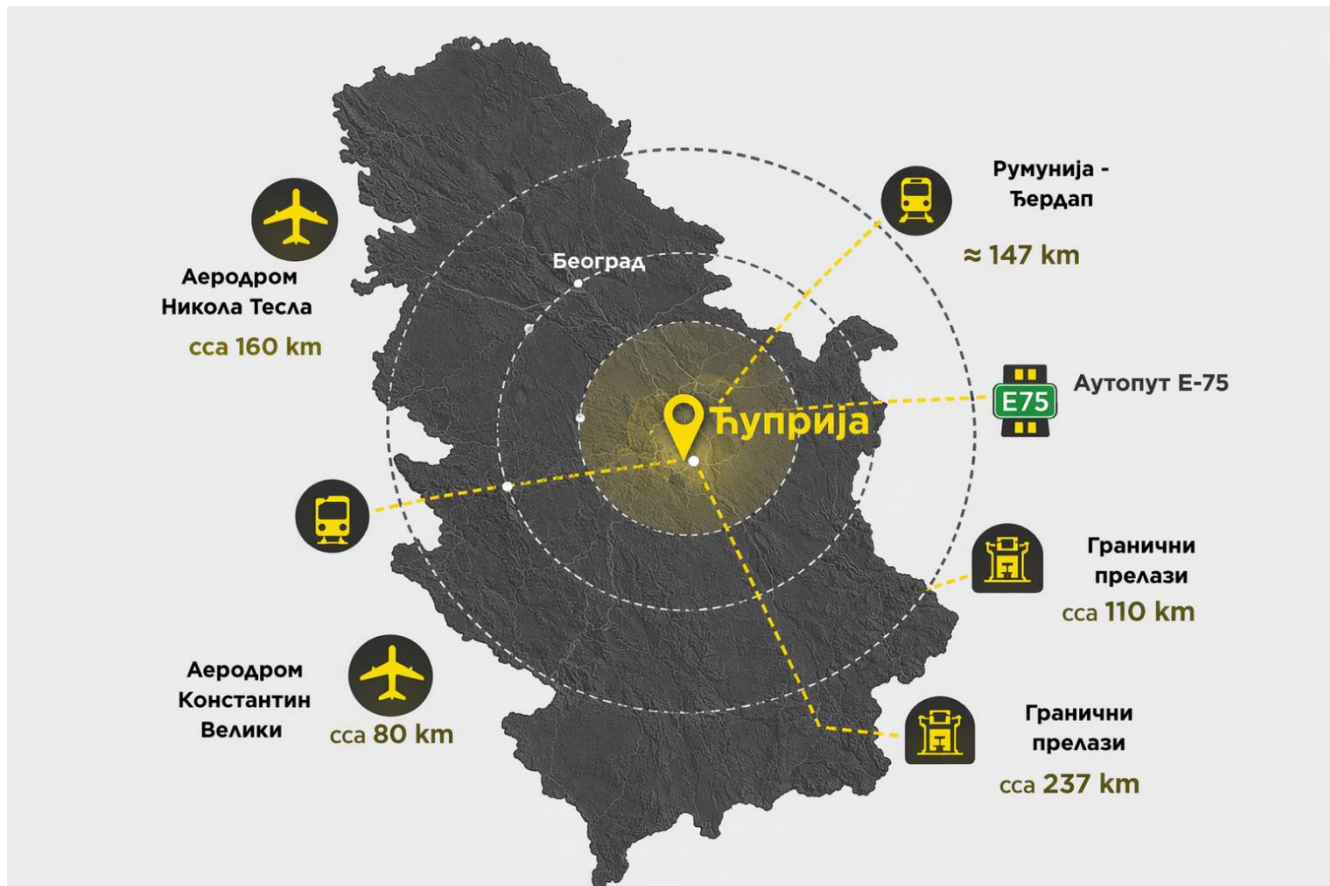 Београд
Аеродром
Никола Тесла
cca 160 km
Румунија -
Ђердап
≈ 147 km
E75
Аутопут Е-75
Ћуприја
Гранични
прелази
cca 110 km
Аеродром
Константин
Велики
cca 80 km
Гранични
прелази
cca 237 km